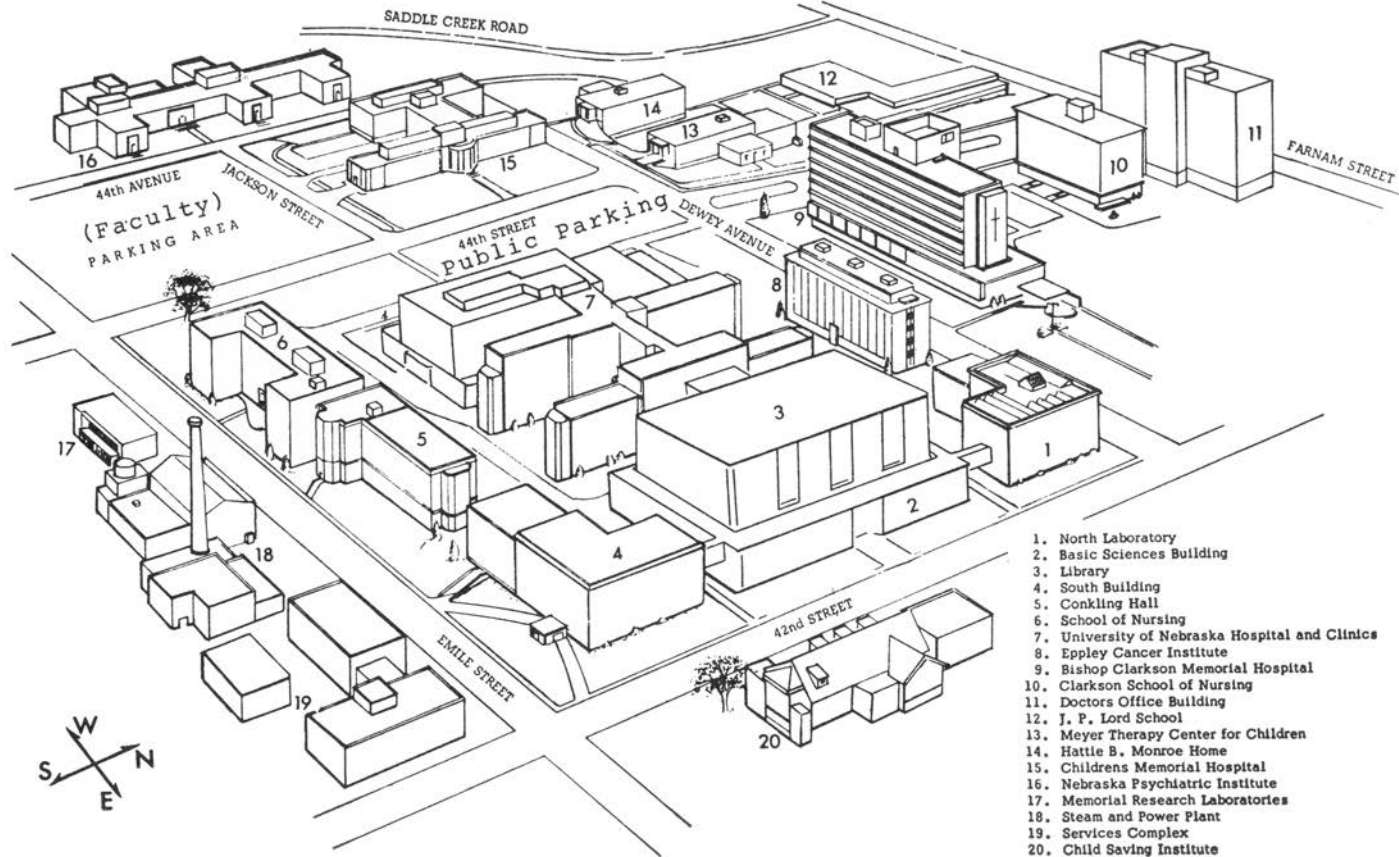 SADDLE CREEK ROAD
12
14
13
11
10
FARNAM STREET
16
15
44th AVENUE
JACKSON STREET
(Faculty)
PARKING AREA
44th STREET
Public Parking
DEWEY AVENUE
9
8
7
6
3
5
1
17
2
4
18
42nd STREET
EMILE STREET
19
20
W
S
N
E
1. North Laboratory
2. Basic Sciences Building
3. Library
4. South Building
5. Conkling Hall
6. School of Nursing
7. University of Nebraska Hospital and Clinics
8. Eppley Cancer Institute
9. Bishop Clarkson Memorial Hospital
10. Clarkson School of Nursing
11. Doctors Office Building
12. J. P. Lord School
13. Meyer Therapy Center for Children
14. Hattie B. Monroe Home
15. Childrens Memorial Hospital
16. Nebraska Psychiatric Institute
17. Memorial Research Laboratories
18. Steam and Power Plant
19. Services Complex
20. Child Saving Institute